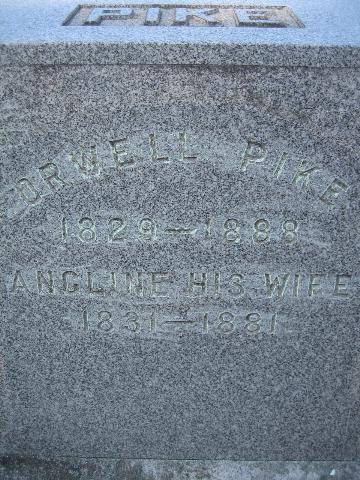 PIKE
ORWELL PIKE
1829–1888
ANGLINE HIS WIFE
1831–1881